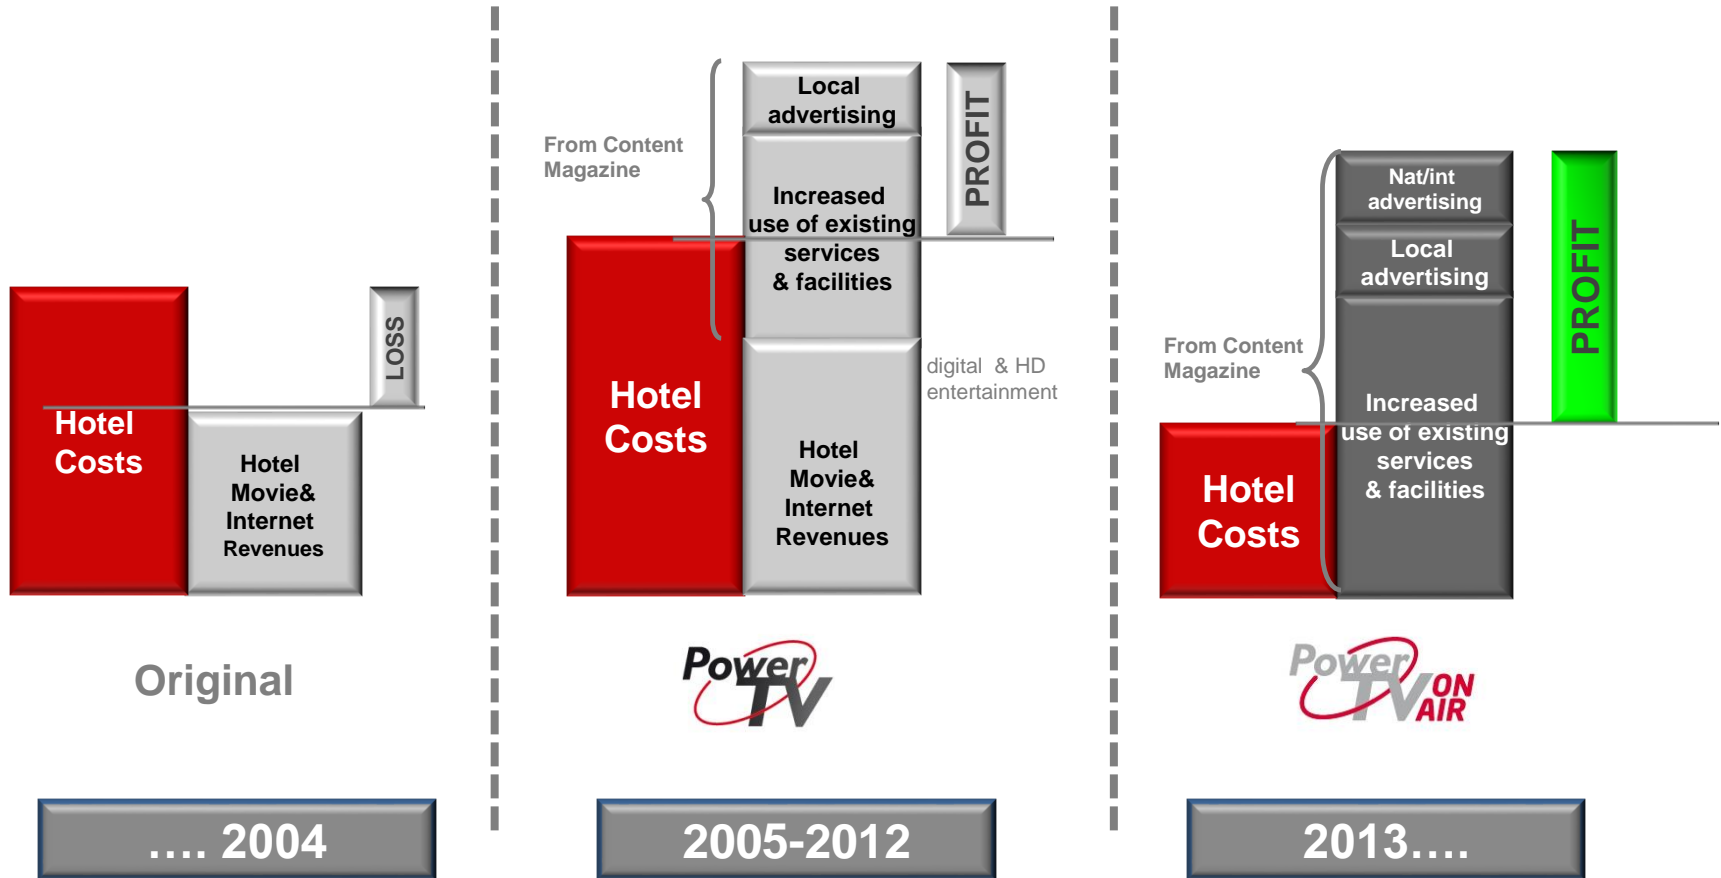 LOSS
Hotel
Costs
Hotel
Movie&
Internet
Revenues
Original
.... 2004
Local
advertising
From Content
Magazine
Increased
use of existing
services
& facilities
PROFIT
digital & HD
entertainment
Hotel
Costs
Hotel
Movie&
Internet
Revenues
Power
TV
2005-2012
Nat/int
advertising
Local
advertising
From Content
Magazine
Increased
use of existing
services
& facilities
PROFIT
Hotel
Costs
Power
TV ON
AIR
2013....